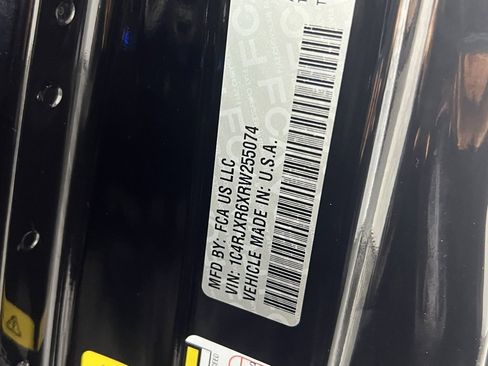 MFD BY: FCA US LLC
VIN: 1C4RJXR6XRW255074
VEHICLE MADE IN: U.S.A.